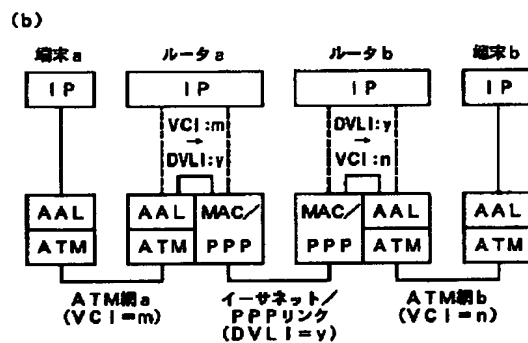 (b)
端末a ルータa ルータb 端末b
IP IP IP IP
VCI:m DVLI:y
→ →
DVLI:y VCI:n
AAL AAL MAC/ MAC/ AAL AAL
ATM ATM PPP PPP ATM ATM
ATM網a イーサネット/ ATM網b
(VCI=m) PPPリンク (VCI=n)
(DVLI=y)